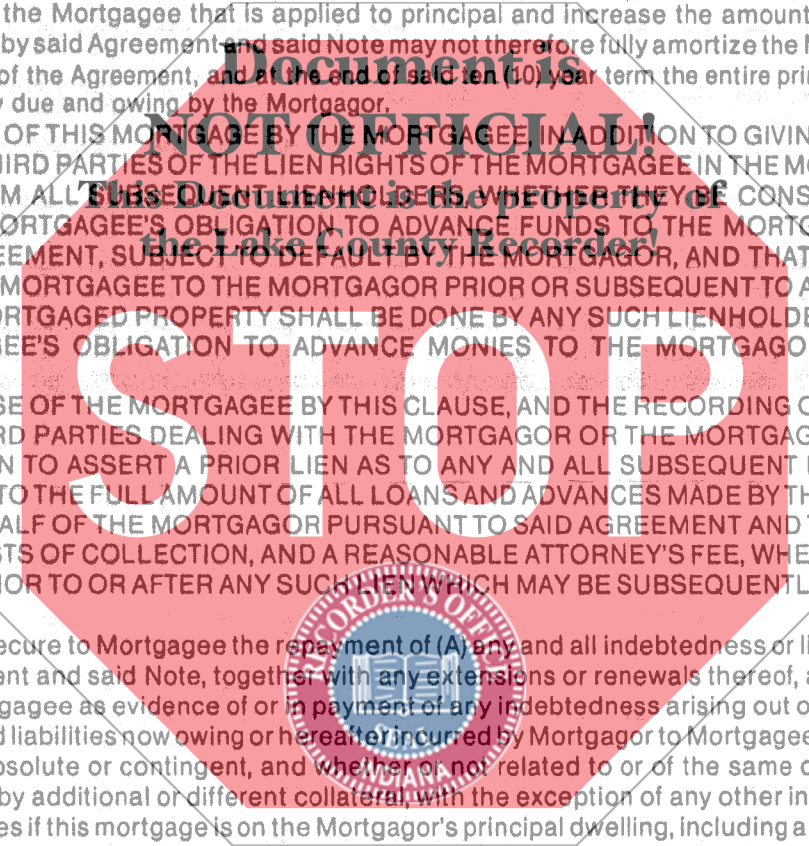 the Mortgagee that is applied to principal and increase the amount
by said Agreement and said Note may not therefore fully amortize the
of the Agreement, and at the end of said ten (10) year term the entire pri
due and owing by the Mortgagor.
Document is
NOT OFFICIAL!
This Document is the property of
the Lake County Recorder!
OF THIS MORTGAGE BY THE MORTGAGEE, IN ADDITION TO GIVIN
HIRD PARTIES OF THE LIEN RIGHTS OF THE MORTGAGEE IN THE M
M ALL SUBSEQUENT LIENHOLDERS, WHETHER THEY BE CONS
ORTGAGEE'S OBLIGATION TO ADVANCE FUNDS TO THE MORTG
EEMENT, SUBJECT TO DEFAULT BY THE MORTGAGOR, AND THAT
MORTGAGEE TO THE MORTGAGOR PRIOR OR SUBSEQUENT TO A
RTGAGED PROPERTY SHALL BE DONE BY ANY SUCH LIENHOLDE
EE'S OBLIGATION TO ADVANCE MONIES TO THE MORTGAGO
STOP
SE OF THE MORTGAGEE BY THIS CLAUSE, AND THE RECORDING
RD PARTIES DEALING WITH THE MORTGAGOR OR THE MORTGAG
N TO ASSERT A PRIOR LIEN AS TO ANY AND ALL SUBSEQUENT
TO THE FULL AMOUNT OF ALL LOANS AND ADVANCES MADE BY TH
ALF OF THE MORTGAGOR PURSUANT TO SAID AGREEMENT AND
TS OF COLLECTION, AND A REASONABLE ATTORNEY'S FEE, WHE
IOR TO OR AFTER ANY SUCH LIEN WHICH MAY BE SUBSEQUENTL
RECORDER'S OFFICE
INDIANA
ecure to Mortgagee the repayment of (A) any and all indebtedness or li
ent and said Note, together with any extensions or renewals thereof,
gagee as evidence of or in payment of any indebtedness arising out o
d liabilities now owing or hereafter incurred by Mortgagor to Mortgagee
bsolute or contingent, and whether or not related to or of the same
by additional or different collateral, with the exception of any other in
es if this mortgage is on the Mortgagor's principal dwelling, including a